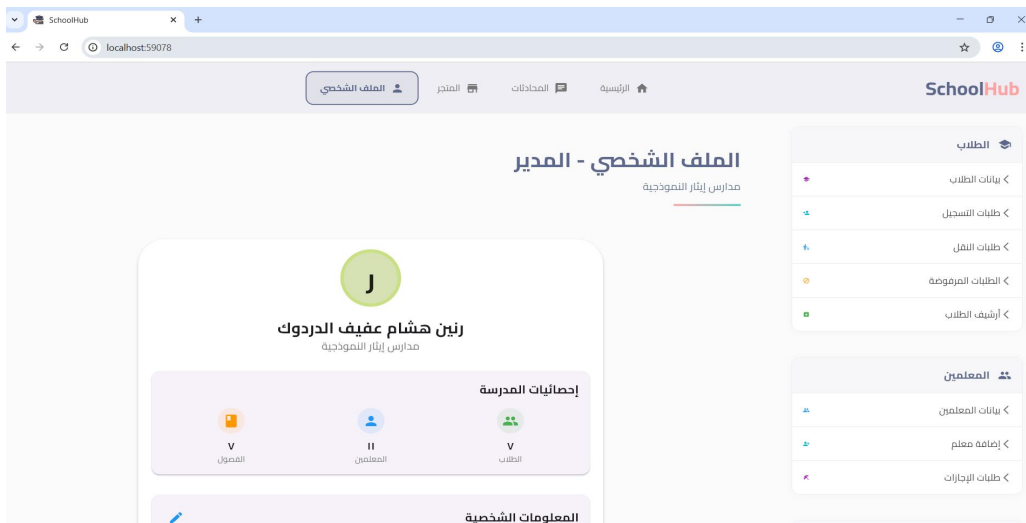 SchoolHub
localhost:59078
SchoolHub
الرئيسية
المحادثات
المتجر
الملف الشخصي
الطلاب
بيانات الطلاب
طلبات التسجيل
طلبات النقل
الطلبات المرفوضة
أرشيف الطلاب
المعلمين
بيانات المعلمين
إضافة معلم
طلبات الإجازات
الملف الشخصي - المدير
مدارس إيثار النموذجية
ر
رنين هشام عفيف الدردوك
مدارس إيثار النموذجية
إحصائيات المدرسة
٧
الطلاب
١١
المعلمين
٧
الفصول
المعلومات الشخصية